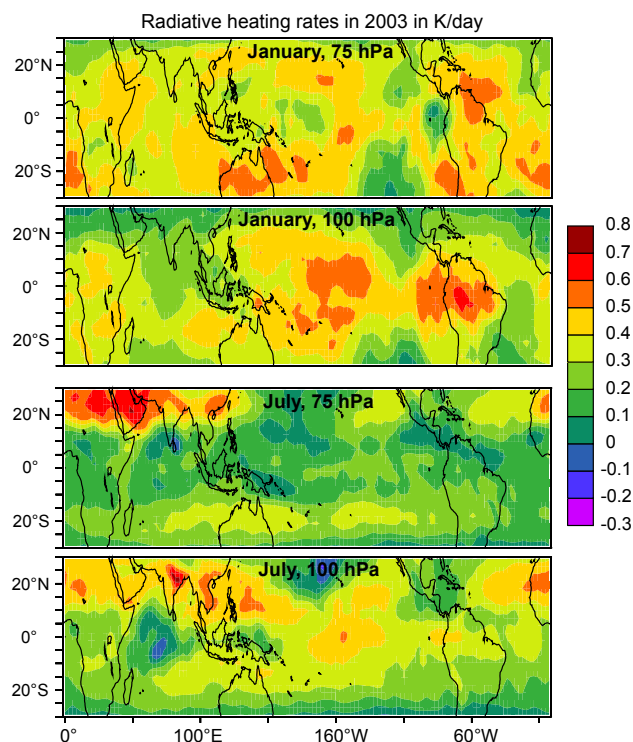 Radiative heating rates in 2003 in K/day
January, 75 hPa
20°N
0°
20°S
January, 100 hPa
20°N
0°
20°S
July, 75 hPa
20°N
0°
20°S
July, 100 hPa
20°N
0°
20°S
0° 100°E 160°W 60°W
0.8
0.7
0.6
0.5
0.4
0.3
0.2
0.1
0
-0.1
-0.2
-0.3